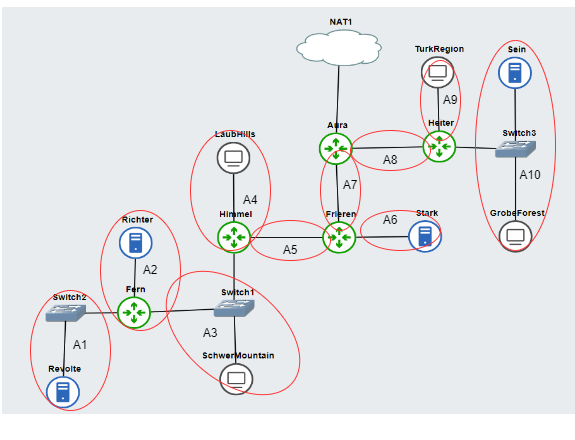 NAT1
TurkRegion
Sein
A9
Aura
Heiter
Switch3
LaubHills
A8
A10
A7
A4
Himmel
Frieren
A6
Stark
GrobeForest
Richter
A5
A2
Fern
Switch1
Switch2
A3
A1
SchwerMountain
Revolte